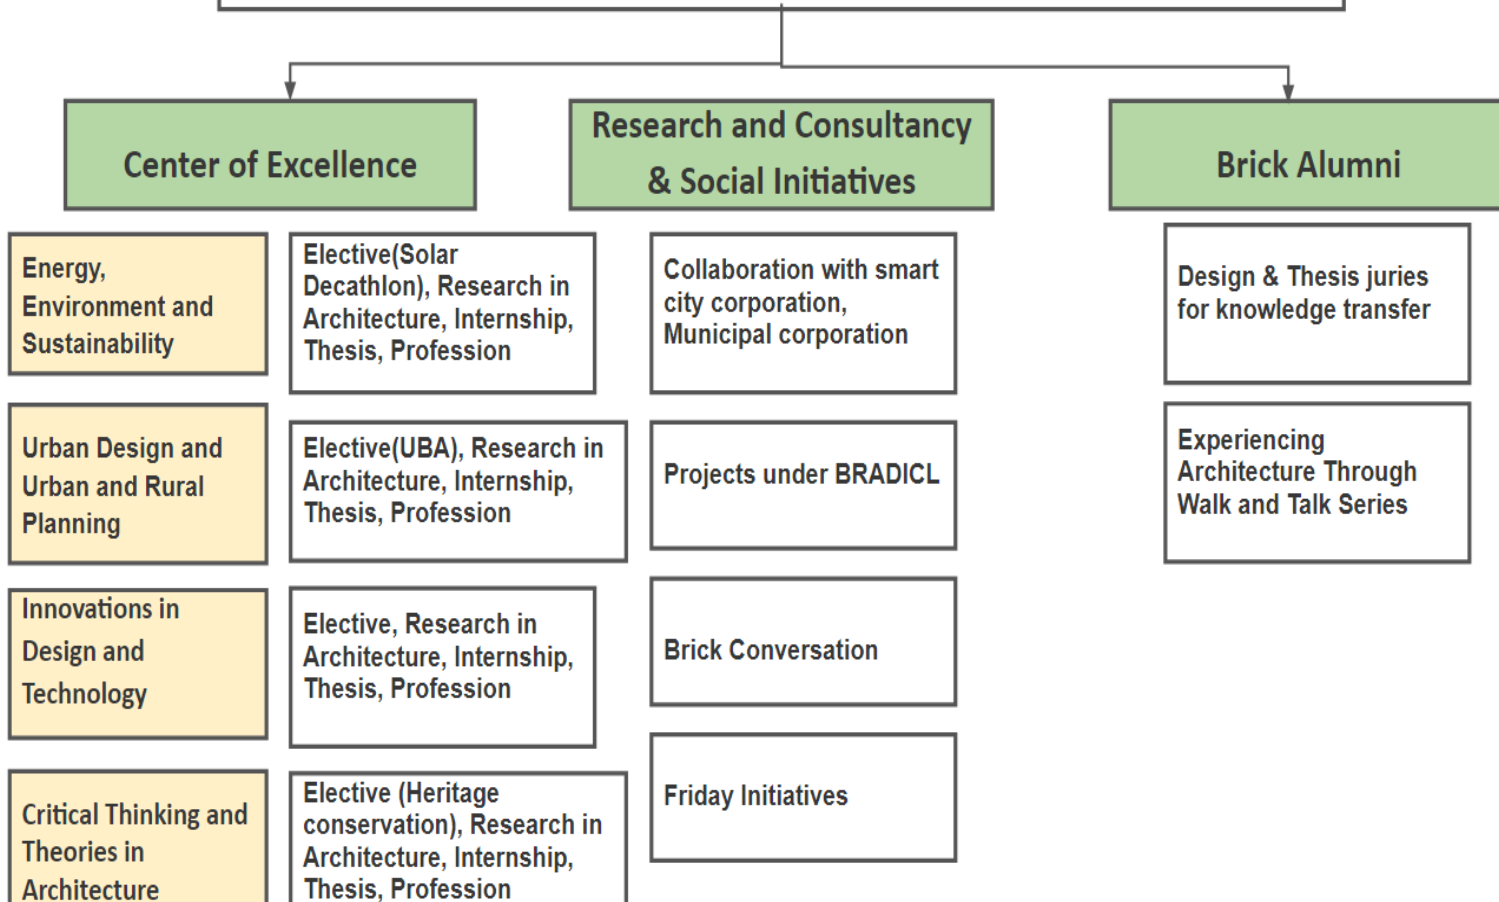 Center of Excellence
Research and Consultancy
& Social Initiatives
Brick Alumni
Energy,
Environment and
Sustainability
Elective(Solar
Decathlon), Research in
Architecture, Internship,
Thesis, Profession
Collaboration with smart
city corporation,
Municipal corporation
Design & Thesis juries
for knowledge transfer
Urban Design and
Urban and Rural
Planning
Elective(UBA), Research in
Architecture, Internship,
Thesis, Profession
Projects under BRADICL
Experiencing
Architecture Through
Walk and Talk Series
Innovations in
Design and
Technology
Elective, Research in
Architecture, Internship,
Thesis, Profession
Brick Conversation
Critical Thinking and
Theories in
Architecture
Elective (Heritage
conservation), Research in
Architecture, Internship,
Thesis, Profession
Friday Initiatives